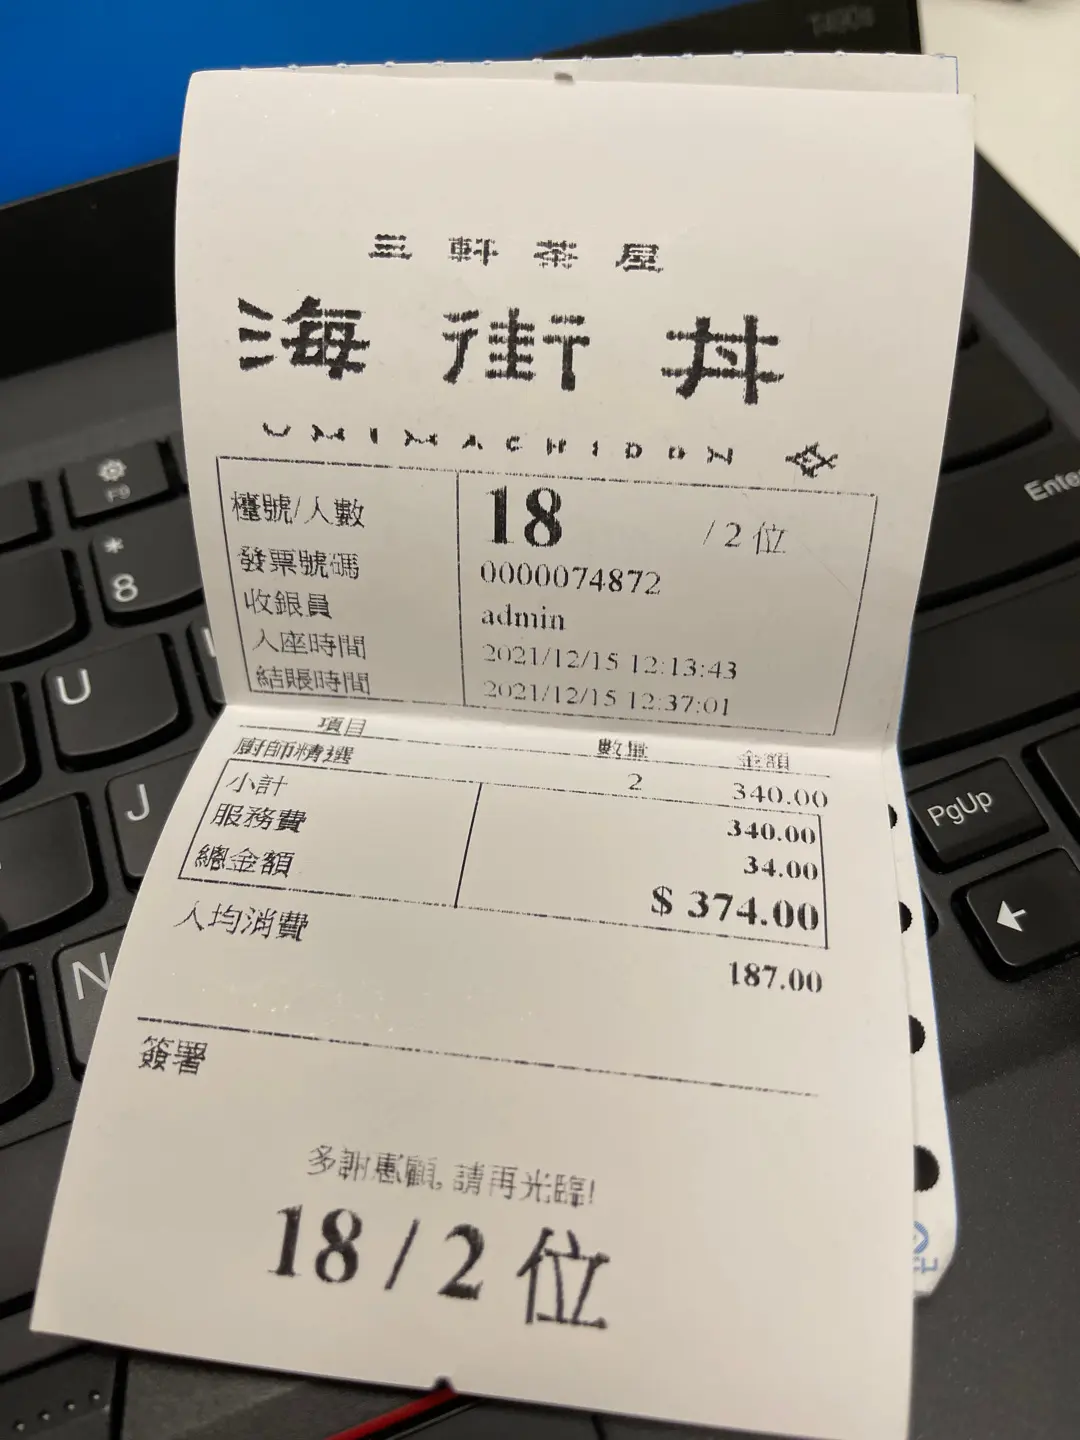 三軒茶屋
海街丼
UMIMACHIDON
檯號/人數 18 / 2 位
發票號碼 0000074872
收銀員 admin
入座時間 2021/12/15 12:13:43
結賬時間 2021/12/15 12:37:01
項目 數量 金額
廚師精選 2 340.00
小計 340.00
服務費 34.00
總金額 $ 374.00
人均消費 187.00
簽署
多謝惠顧, 請再光臨!
18 / 2 位
F9
* 8
U
J
N
Enter
PgUp